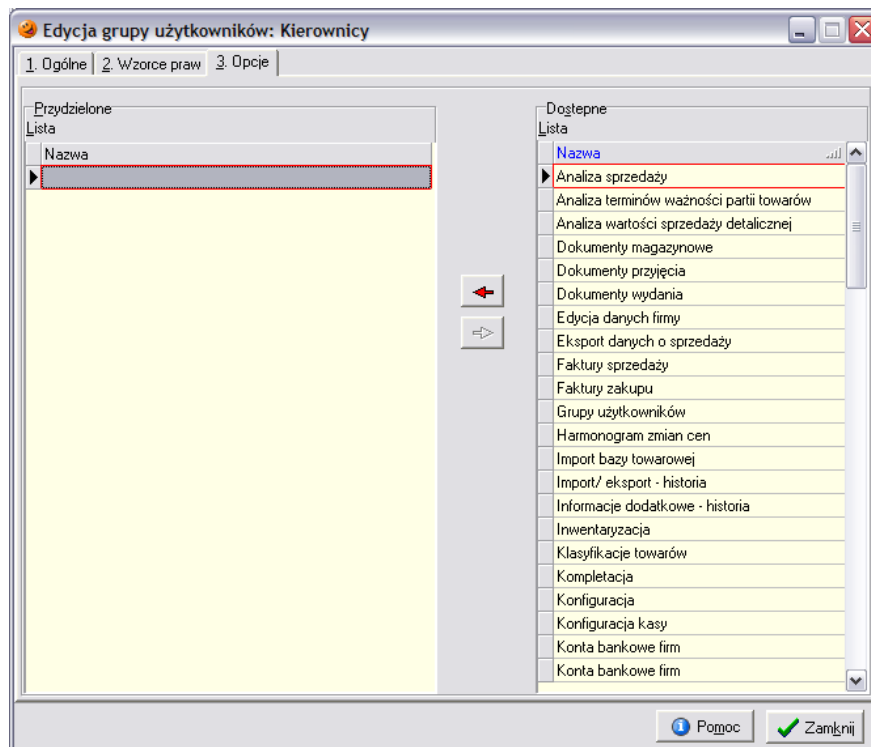 Edycja grupy użytkowników: Kierownicy
1. Ogólne 2. Wzorce praw 3. Opcje
Przydzielone
Lista
Nazwa
Dostępne
Lista
Nazwa
Analiza sprzedaży
Analiza terminów ważności partii towarów
Analiza wartości sprzedaży detalicznej
Dokumenty magazynowe
Dokumenty przyjęcia
Dokumenty wydania
Edycja danych firmy
Eksport danych o sprzedaży
Faktury sprzedaży
Faktury zakupu
Grupy użytkowników
Harmonogram zmian cen
Import bazy towarowej
Import/ eksport - historia
Informacje dodatkowe - historia
Inwentaryzacja
Klasyfikacje towarów
Kompletacja
Konfiguracja
Konfiguracja kasy
Konta bankowe firm
Konta bankowe firm
Pomoc
Zamknij